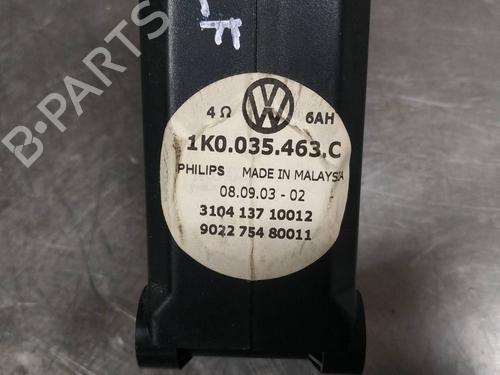 4 Ω 6AH
1K0.035.463.C
PHILIPS MADE IN MALAYSIA
08.09.03 - 02
3104 137 10012
9022 754 80011
B-PARTS